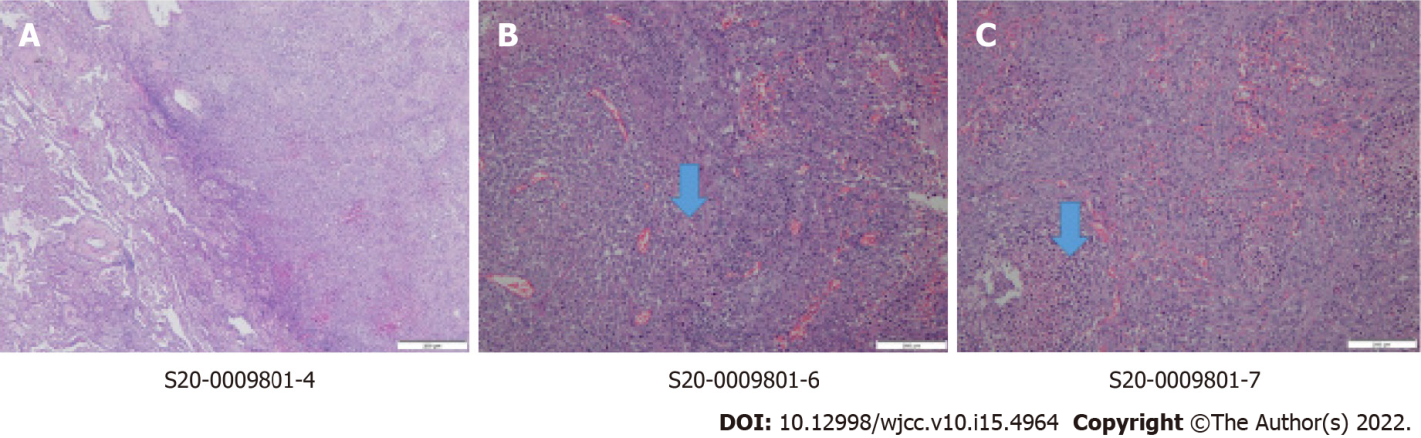 A B C
S20-0009801-4 S20-0009801-6 S20-0009801-7
DOI: 10.12998/wjcc.v10.i15.4964 Copyright ©The Author(s) 2022.